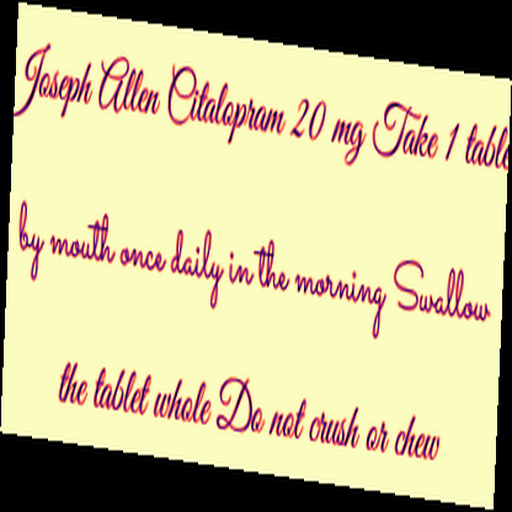 Joseph Allen Citalopram 20 mg Take 1 table
by mouth once daily in the morning Swallow
the tablet whole Do not crush or chew